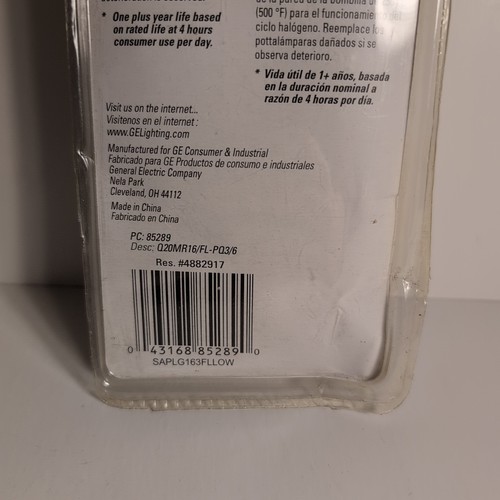 * One plus year life based
on rated life at 4 hours
consumer use per day.
(500 °F) para el funcionamiento
ciclo halógeno. Reemplace los
pottalámparas dañados si se
observa deterioro.
* Vida útil de 1+ años, basada
en la duración nominal a
razón de 4 horas por día.
Visit us on the internet...
Visitenos en el internet :
www.GELighting.com
Manufactured for GE Consumer & Industrial
Fabricado para GE Productos de consumo e industriales
General Electric Company
Nela Park
Cleveland, OH 44112
Made in China
Fabricado en China
PC: 85289
Desc: Q20MR16/FL-PQ3/6
Res. #4882917
0 43168 85289 0
SAPLG163FLLOW